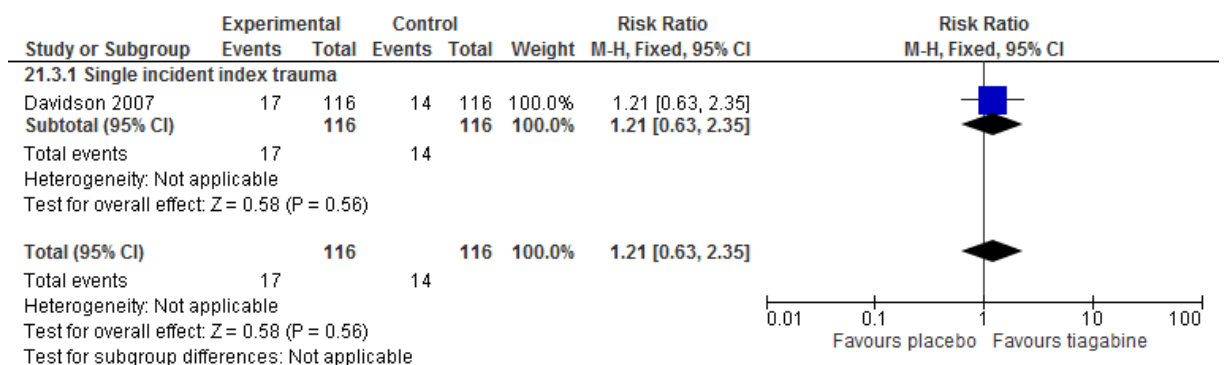 Experimental Control Risk Ratio Risk Ratio
Study or Subgroup Events Total Events Total Weight M-H, Fixed, 95% CI M-H, Fixed, 95% CI
21.3.1 Single incident index trauma
Davidson 2007 17 116 14 116 100.0% 1.21 [0.63, 2.35]
Subtotal (95% CI) 116 116 100.0% 1.21 [0.63, 2.35]
Total events 17 14
Heterogeneity: Not applicable
Test for overall effect: Z = 0.58 (P = 0.56)
Total (95% CI) 116 116 100.0% 1.21 [0.63, 2.35]
Total events 17 14
Heterogeneity: Not applicable
Test for overall effect: Z = 0.58 (P = 0.56)
Test for subgroup differences: Not applicable
0.01 0.1 1 10 100
Favours placebo Favours tiagabine